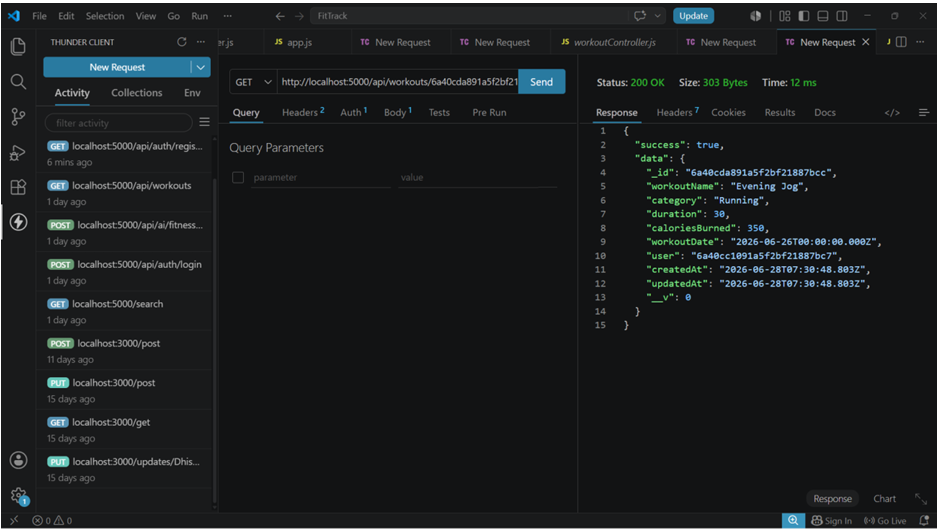 File Edit Selection View Go Run ··· ← → FitTrack Update
THUNDER CLIENT
er.js JS app.js TC New Request TC New Request JS workoutController.js TC New Request TC New Request J
New Request
Activity Collections Env
filter activity
GET localhost:5000/api/auth/regis...
6 mins ago
GET localhost:5000/api/workouts
1 day ago
POST localhost:5000/api/ai/fitness...
1 day ago
POST localhost:5000/api/auth/login
1 day ago
GET localhost:5000/search
1 day ago
POST localhost:3000/post
11 days ago
PUT localhost:3000/post
15 days ago
GET localhost:3000/get
15 days ago
PUT localhost:3000/updates/Dhis...
15 days ago
GET http://localhost:5000/api/workouts/6a40cda891a5f2bf21 Send
Query Headers 2 Auth 1 Body 1 Tests Pre Run
Query Parameters
parameter value
Status: 200 OK Size: 303 Bytes Time: 12 ms
Response Headers 7 Cookies Results Docs
1 {
2 "success": true,
3 "data": {
4 "_id": "6a40cda891a5f2bf21887bcc",
5 "workoutName": "Evening Jog",
6 "category": "Running",
7 "duration": 30,
8 "caloriesBurned": 350,
9 "workoutDate": "2026-06-26T00:00:00.000Z",
10 "user": "6a40cc1091a5f2bf21887bc7",
11 "createdAt": "2026-06-28T07:30:48.803Z",
12 "updatedAt": "2026-06-28T07:30:48.803Z",
13 "__v": 0
14 }
15 }
Response Chart
1
0 0 Sign In Go Live